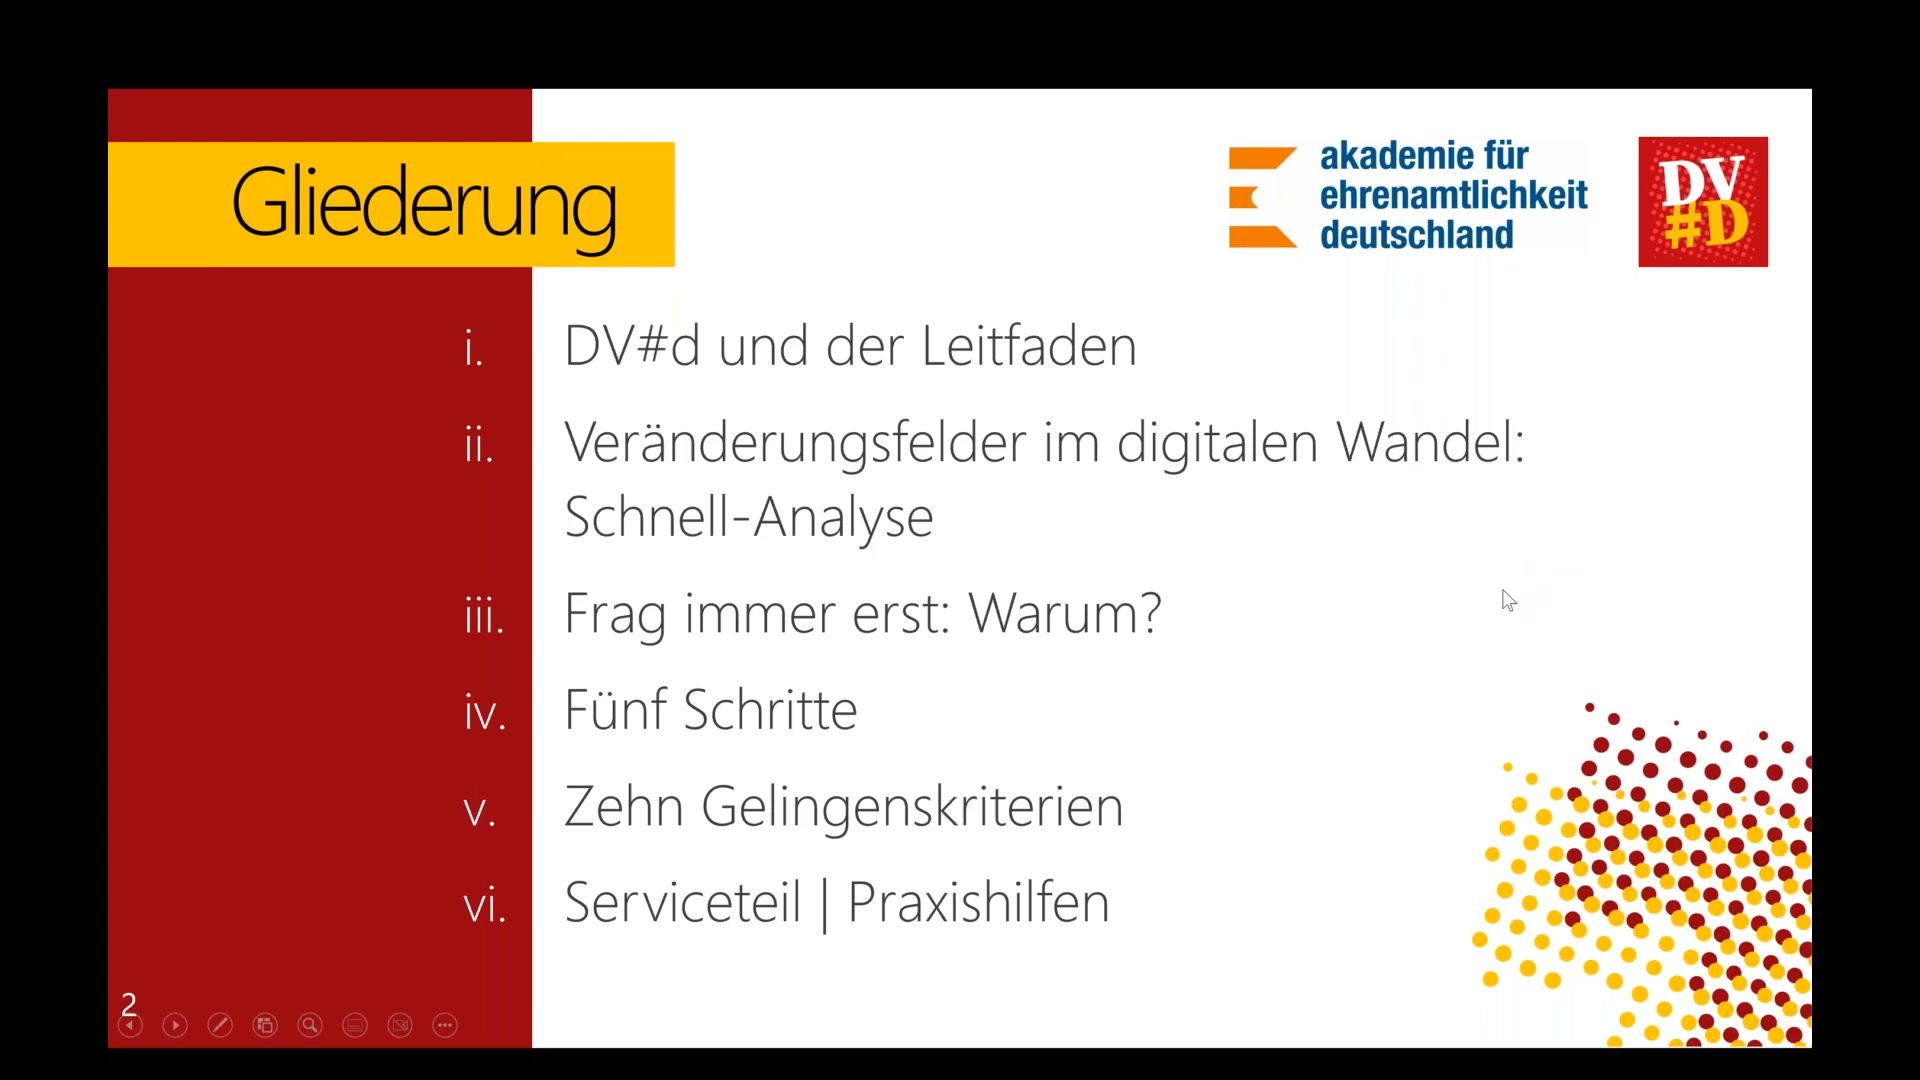 Gliederung
akademie für
ehrenamtlichkeit
deutschland
DV
#D
i. DV#d und der Leitfaden
ii. Veränderungsfelder im digitalen Wandel:
Schnell-Analyse
iii. Frag immer erst: Warum?
iv. Fünf Schritte
v. Zehn Gelingenskriterien
vi. Serviceteil | Praxishilfen
2